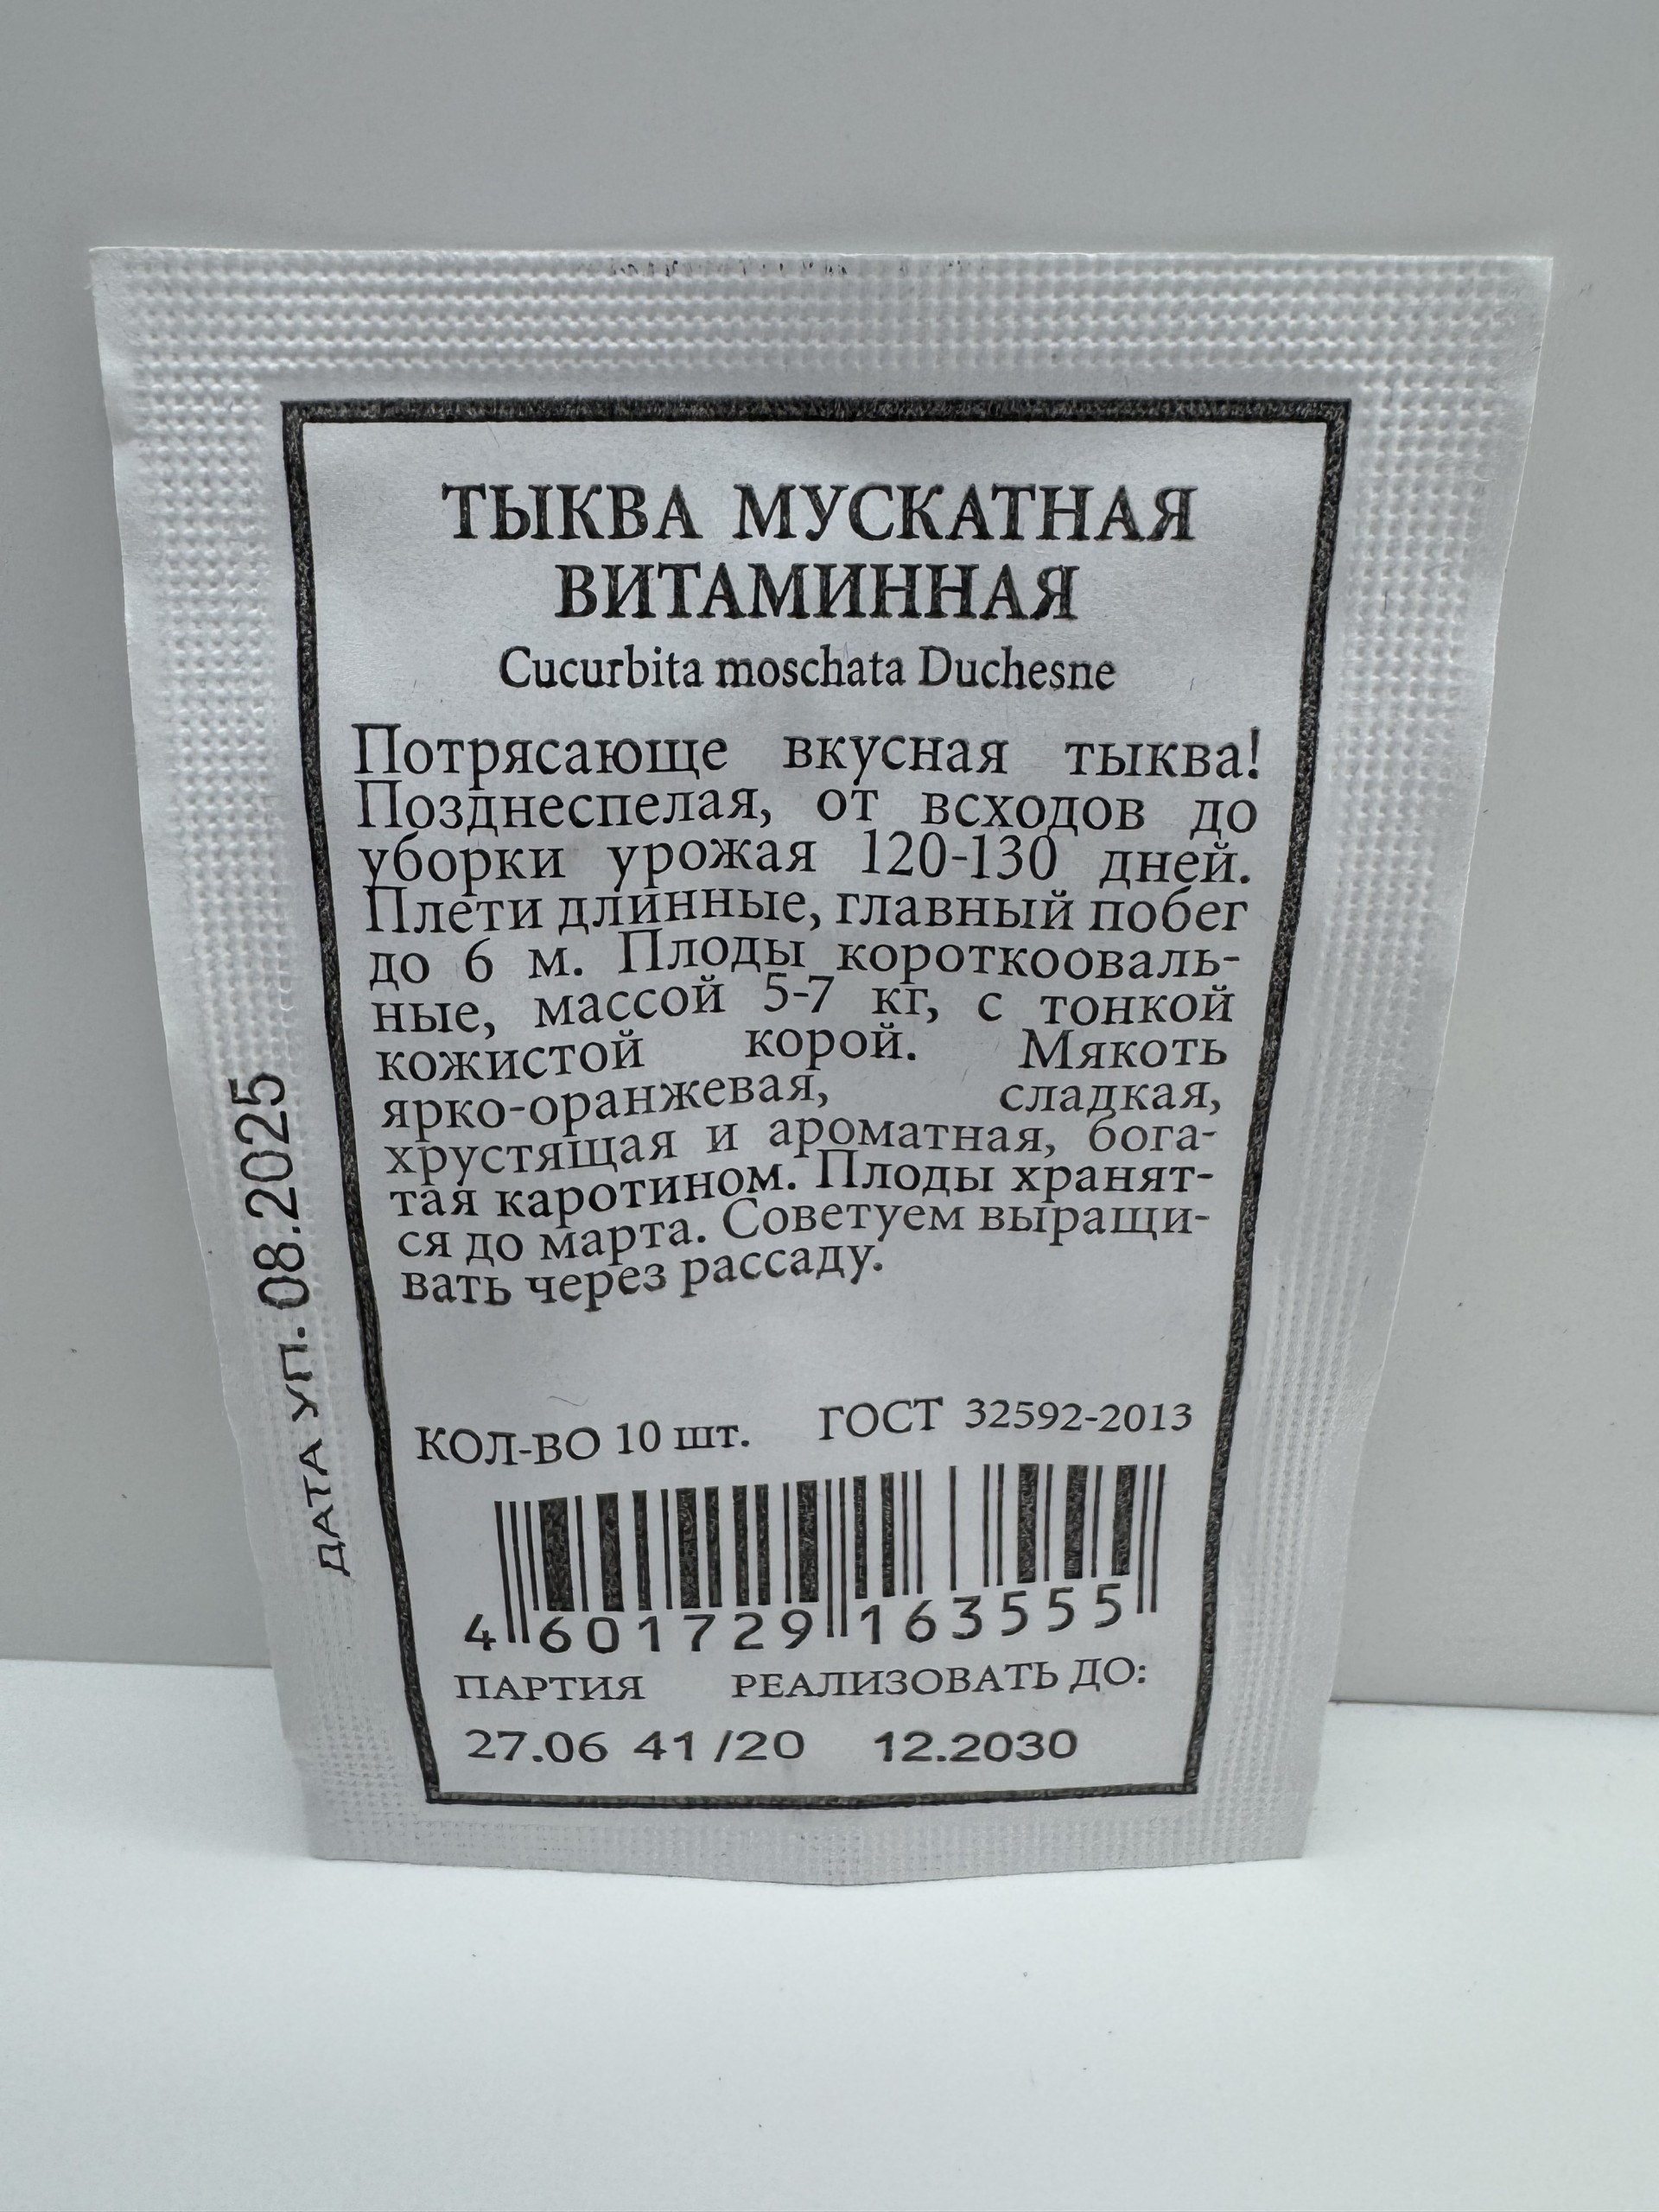 ТЫКВА МУСКАТНАЯ
ВИТАМИННАЯ
Cucurbita moschata Duchesne
Потрясающе вкусная тыква!
Позднеспелая, от всходов до
уборки урожая 120-130 дней.
Плети длинные, главный побег
до 6 м. Плоды короткооваль-
ные, массой 5-7 кг, с тонкой
кожистой корой. Мякоть
ярко-оранжевая, сладкая,
хрустящая и ароматная, бога-
тая каротином. Плоды хранят-
ся до марта. Советуем выращи-
вать через рассаду.
КОЛ-ВО 10 шт. ГОСТ 32592-2013
4 601729 163555
ПАРТИЯ РЕАЛИЗОВАТЬ ДО:
27.06 41 /20 12.2030
ДАТА УП. 08.2025